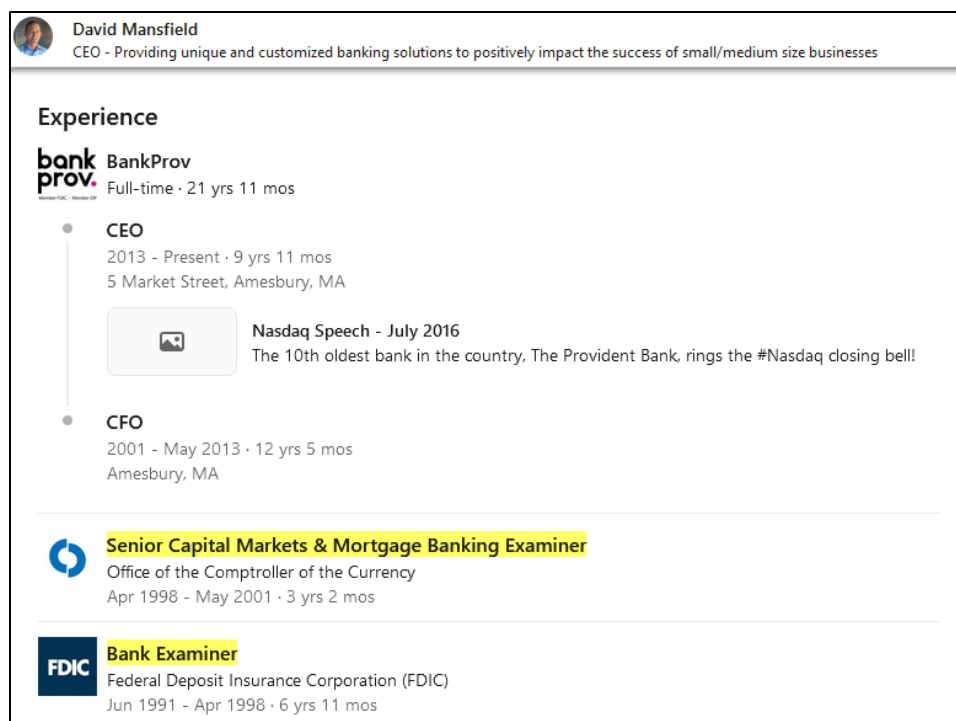 David Mansfield
CEO - Providing unique and customized banking solutions to positively impact the success of small/medium size businesses
Experience
bank
prov.
Member FDIC - Member DIF
BankProv
Full-time · 21 yrs 11 mos
CEO
2013 - Present · 9 yrs 11 mos
5 Market Street, Amesbury, MA
Nasdaq Speech - July 2016
The 10th oldest bank in the country, The Provident Bank, rings the #Nasdaq closing bell!
CFO
2001 - May 2013 · 12 yrs 5 mos
Amesbury, MA
Senior Capital Markets & Mortgage Banking Examiner
Office of the Comptroller of the Currency
Apr 1998 - May 2001 · 3 yrs 2 mos
FDIC
Bank Examiner
Federal Deposit Insurance Corporation (FDIC)
Jun 1991 - Apr 1998 · 6 yrs 11 mos